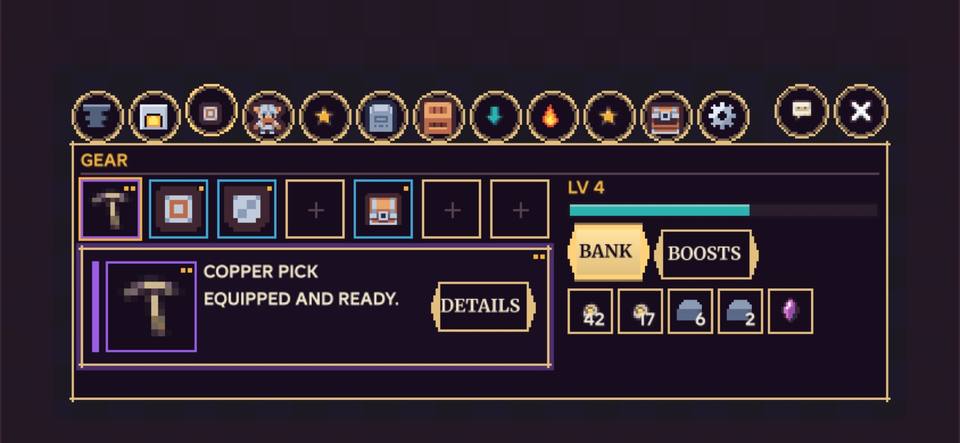 GEAR
LV 4
COPPER PICK
EQUIPPED AND READY.
DETAILS
BANK
BOOSTS
42
17
6
2